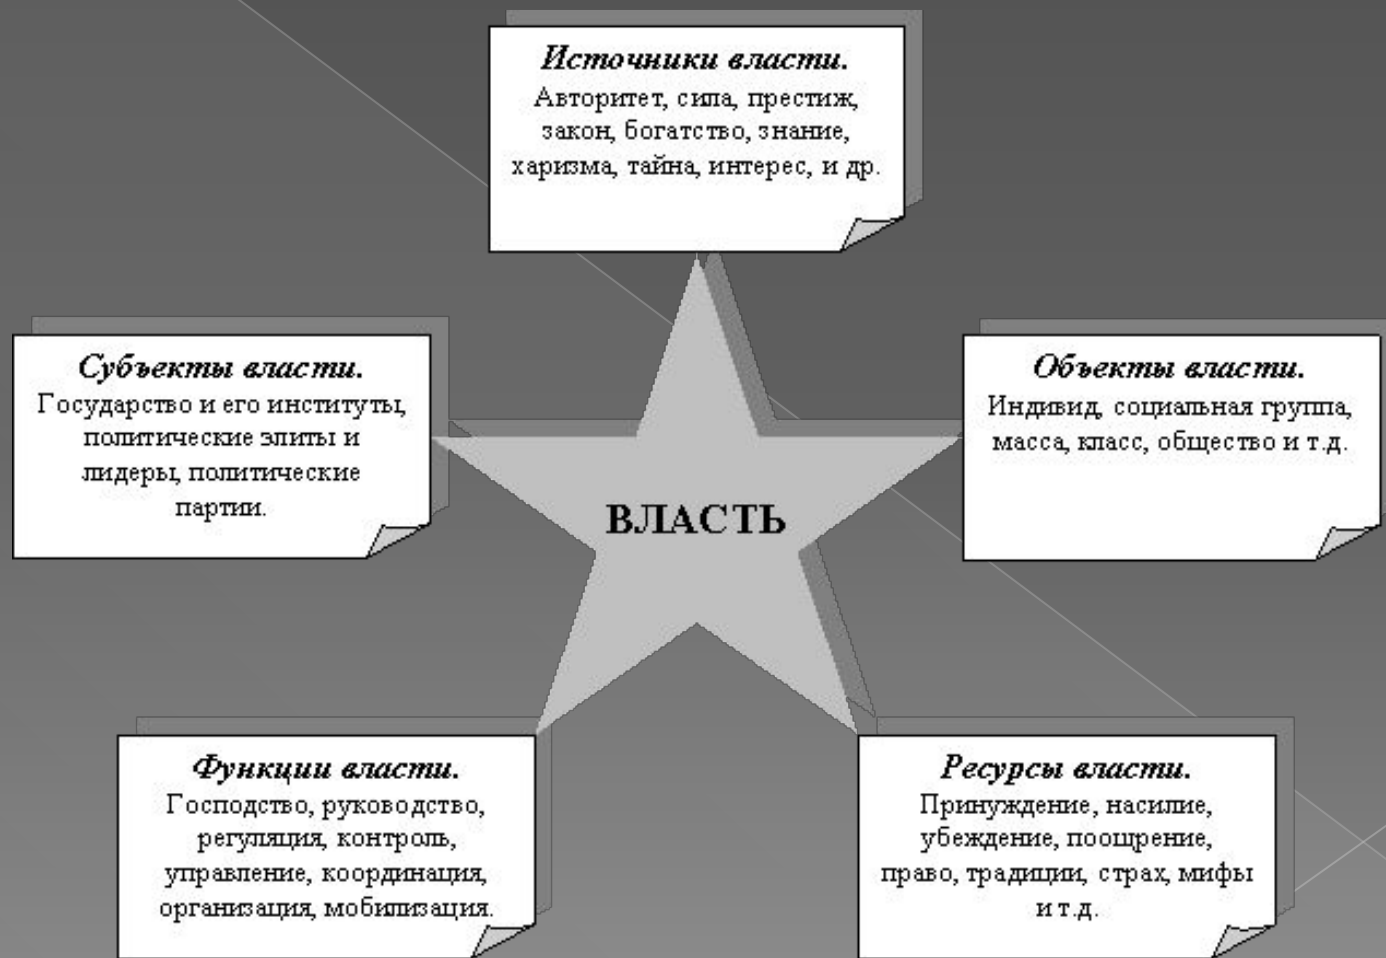 Источники власти.
Авторитет, сила, престиж,
закон, богатство, знание,
харизма, тайна, интерес, и др.
Субъекты власти.
Государство и его институты,
политические элиты и
лидеры, политические
партии.
Объекты власти.
Индивид, социальная группа,
масса, класс, общество и т.д.
ВЛАСТЬ
Функции власти.
Господство, руководство,
регуляция, контроль,
управление, координация,
организация, мобилизация.
Ресурсы власти.
Принуждение, насилие,
убеждение, поощрение,
право, традиции, страх, мифы
и т.д.